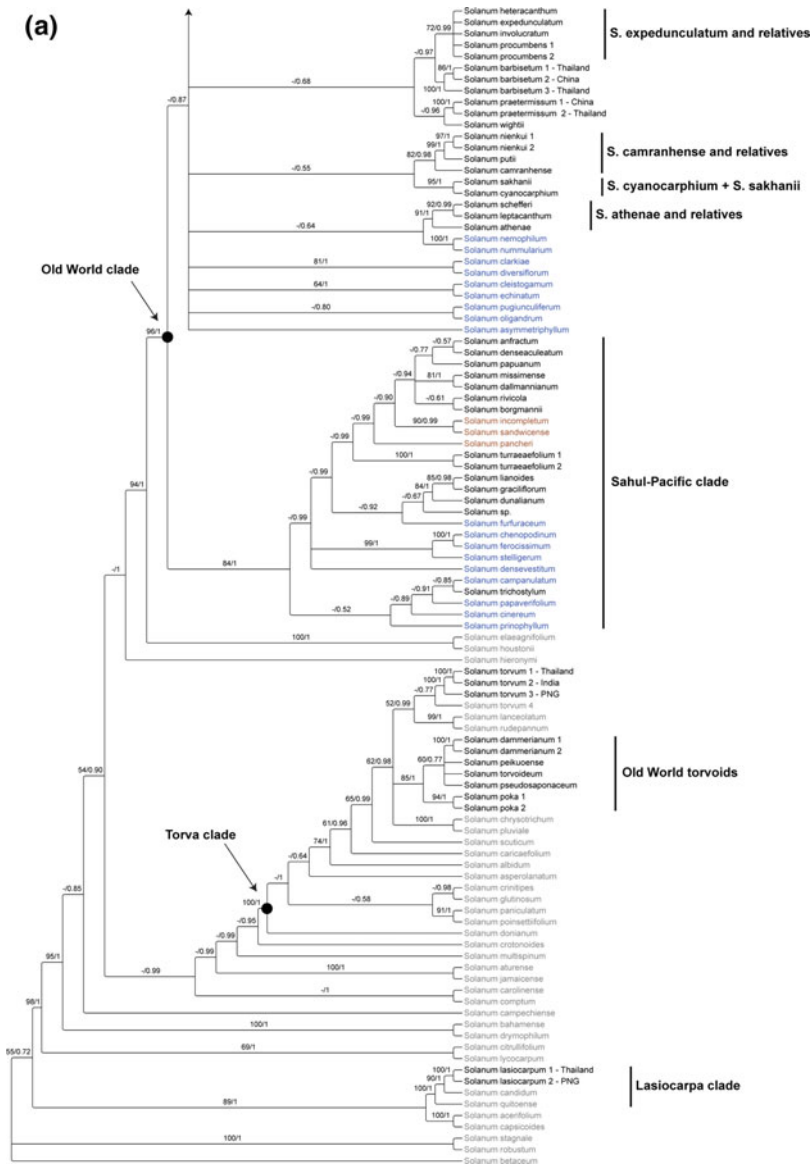 (a)
Solanum heteracanthum
Solanum expedunculatum
72/0.99
Solanum involucratum
S. expedunculatum and relatives
Solanum procumbens 1
-/0.97
Solanum procumbens 2
86/1
Solanum barbisetum 1 - Thailand
-/0.68
Solanum barbisetum 2 - China
-/0.87
100/1
Solanum barbisetum 3 - Thailand
100/1
Solanum praetermissum 1 - China
-/0.96
Solanum praetermissum 2 - Thailand
Solanum wightii
97/1
Solanum nienkui 1
99/1
Solanum nienkui 2
82/0.98
Solanum putii
S. camranhense and relatives
-/0.55
Solanum camranhense
95/1
Solanum sakhanii
S. cyanocarphium + S. sakhanii
Solanum cyanocarphium
92/0.99
Solanum schefferi
91/1
Solanum leptacanthum
S. athenae and relatives
-/0.64
Solanum athenae
100/1
Solanum nemophilum
Solanum nummularium
Old World clade
81/1
Solanum clarkiae
Solanum diversiflorum
64/1
Solanum cleistogamum
Solanum echinatum
-/0.80
Solanum pugiunculiferum
Solanum oligandrum
96/1
Solanum asymmetriphyllum
-/0.57
Solanum anfractum
-/0.77
Solanum denseaculeatum
Solanum papuanum
-/0.94
81/1
Solanum missimense
Solanum dallmannianum
-/0.90
-/0.61
Solanum rivicola
Solanum borgmannii
-/0.99
90/0.99
Solanum incompletum
Solanum sandwicense
Solanum pancheri
-/0.99
100/1
Solanum turraeaefolium 1
Solanum turraeaefolium 2
Sahul-Pacific clade
-/0.99
85/0.98
Solanum lianoides
84/1
Solanum graciliflorum
94/1
-/0.67
Solanum dunalianum
-/0.92
Solanum sp.
Solanum furfuraceum
-/0.99
100/1
Solanum chenopodinum
99/1
Solanum ferocissimum
Solanum stelligerum
84/1
Solanum densevestitum
-/1
-/0.85
Solanum campanulatum
-/0.91
Solanum trichostylum
-/0.89
Solanum papaverifolium
-/0.52
Solanum cinereum
Solanum prinophyllum
100/1
Solanum elaeagnifolium
Solanum houstonii
Solanum hieronymi
100/1
Solanum torvum 1 - Thailand
100/1
Solanum torvum 2 - India
-/0.77
Solanum torvum 3 - PNG
52/0.99
Solanum torvum 4
99/1
Solanum lanceolatum
Solanum rudepannum
100/1
Solanum dammerianum 1
Solanum dammerianum 2
62/0.98
60/0.77
Solanum peikuoense
54/0.90
85/1
Solanum torvoideum
Old World torvoids
Solanum pseudosaponaceum
65/0.99
94/1
Solanum poka 1
Solanum poka 2
61/0.96
100/1
Solanum chrysotrichum
Solanum pluviale
74/1
Solanum scuticum
Torva clade
Solanum caricaefolium
-/0.64
Solanum albidum
-/1
Solanum asperolanatum
-/0.85
-/0.98
Solanum crinitipes
-/0.58
Solanum glutinosum
100/1
91/1
Solanum paniculatum
Solanum poinsettiifolium
-/0.95
Solanum donianum
Solanum crotonoides
-/0.99
Solanum multispinum
95/1
-/0.99
100/1
Solanum aturense
Solanum jamaicense
-/0.99
-/1
Solanum carolinense
Solanum comptum
98/1
Solanum campechiense
100/1
Solanum bahamense
Solanum drymophilum
55/0.72
69/1
Solanum citrullifolium
Solanum lycocarpum
100/1
Solanum lasiocarpum 1 - Thailand
90/1
Solanum lasiocarpum 2 - PNG
100/1
Solanum candidum
Lasiocarpa clade
89/1
Solanum quitoense
100/1
Solanum acerifolium
Solanum capsicoides
100/1
Solanum stagnale
Solanum robustum
Solanum betaceum